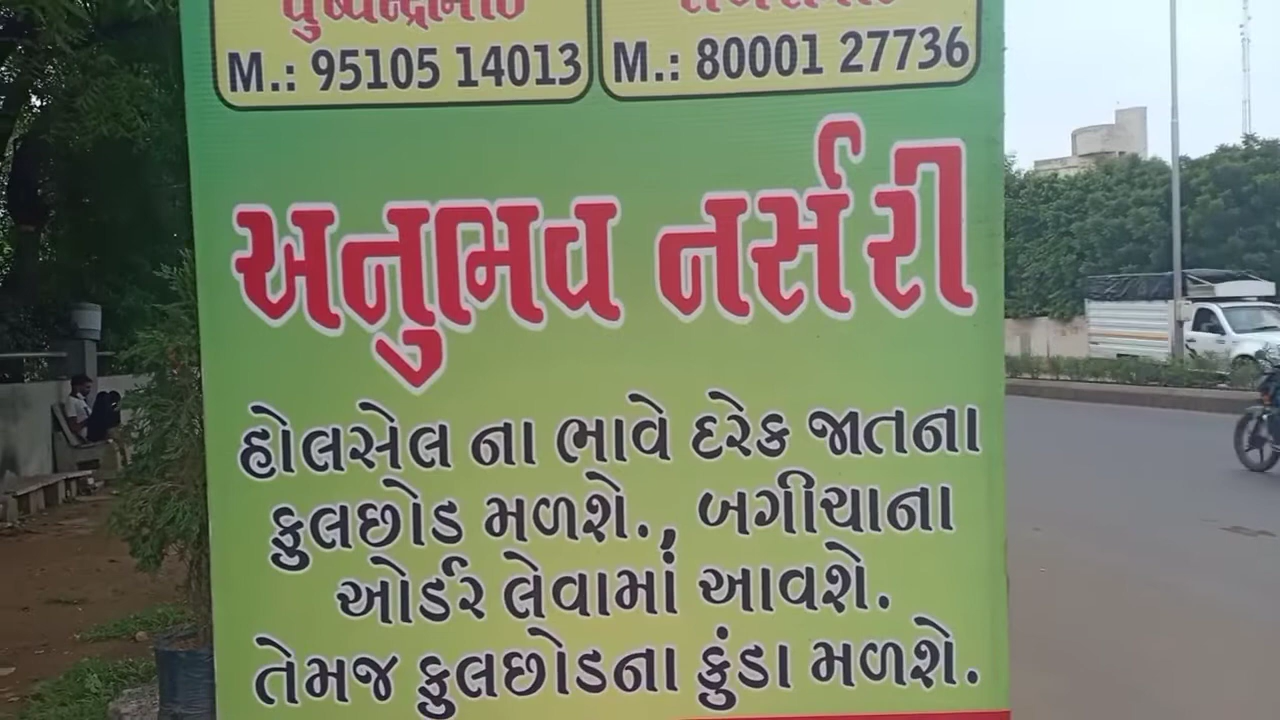 M.: 95105 14013
M.: 80001 27736
અનુભવ નર્સરી
હોલસેલ ના ભાવે દરેક જાતના
ફુલછોડ મળશે., બગીચાના
ઓર્ડર લેવામાં આવશે.
તેમજ ફુલછોડના કુંડા મળશે.